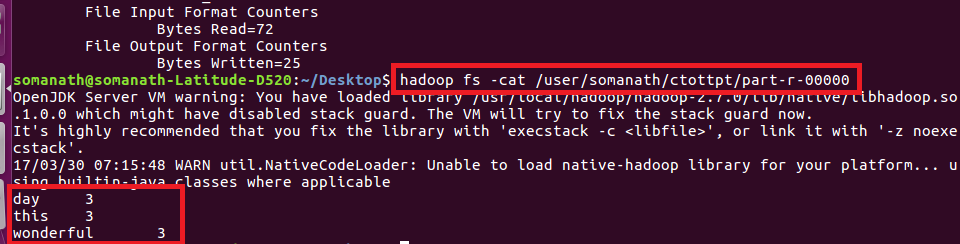 File Input Format Counters
Bytes Read=72
File Output Format Counters
Bytes Written=25
somanath@somanath-Latitude-D520:~/Desktop$ hadoop fs -cat /user/somanath/ctottpt/part-r-00000
OpenJDK Server VM warning: You have loaded library /usr/local/hadoop/hadoop-2.7.0/lib/native/libhadoop.so
.1.0.0 which might have disabled stack guard. The VM will try to fix the stack guard now.
It's highly recommended that you fix the library with 'execstack -c <libfile>', or link it with '-z noexe
cstack'.
17/03/30 07:15:48 WARN util.NativeCodeLoader: Unable to load native-hadoop library for your platform... u
sing builtin-java classes where applicable
day 3
this 3
wonderful 3